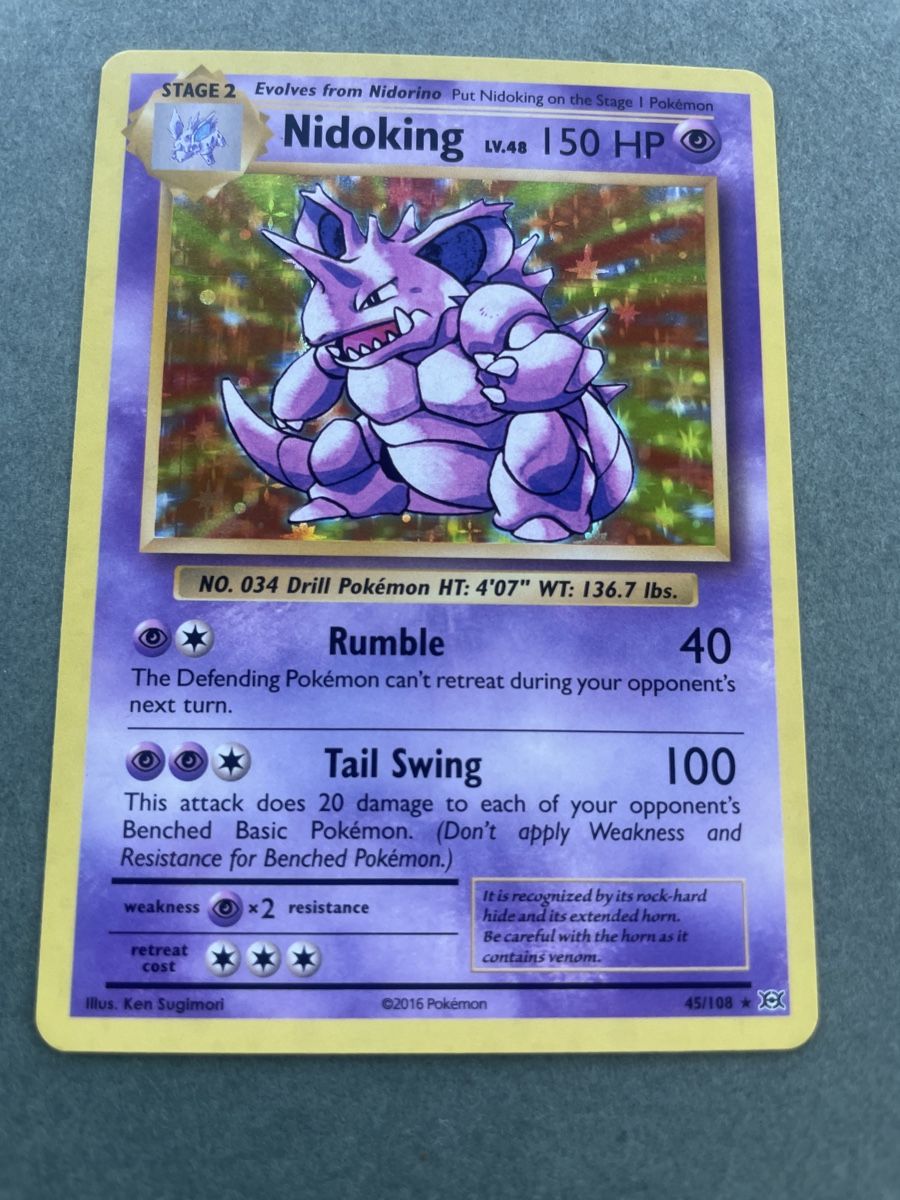 STAGE 2 Evolves from Nidorino Put Nidoking on the Stage 1 Pokémon
Nidoking LV.48 150 HP
NO. 034 Drill Pokémon HT: 4'07" WT: 136.7 lbs.
Rumble 40
The Defending Pokémon can't retreat during your opponent's
next turn.
Tail Swing 100
This attack does 20 damage to each of your opponent's
Benched Basic Pokémon. (Don't apply Weakness and
Resistance for Benched Pokémon.)
weakness ×2 resistance
retreat
cost
It is recognized by its rock-hard
hide and its extended horn.
Be careful with the horn as it
contains venom.
Illus. Ken Sugimori ©2016 Pokémon 45/108 ★